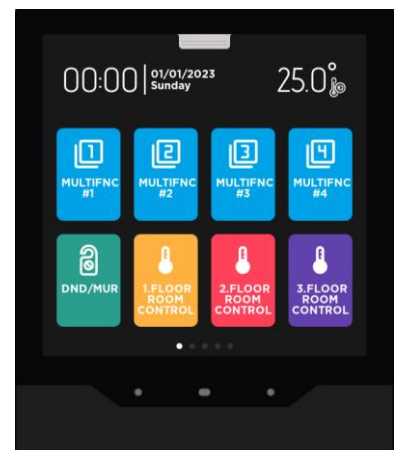 00:00 01/01/2023
Sunday
25.0°
1 2 3 4
MULTIFNC MULTIFNC MULTIFNC MULTIFNC
#1 #2 #3 #4
DND/MUR 1.FLOOR 2.FLOOR 3.FLOOR
ROOM ROOM ROOM
CONTROL CONTROL CONTROL